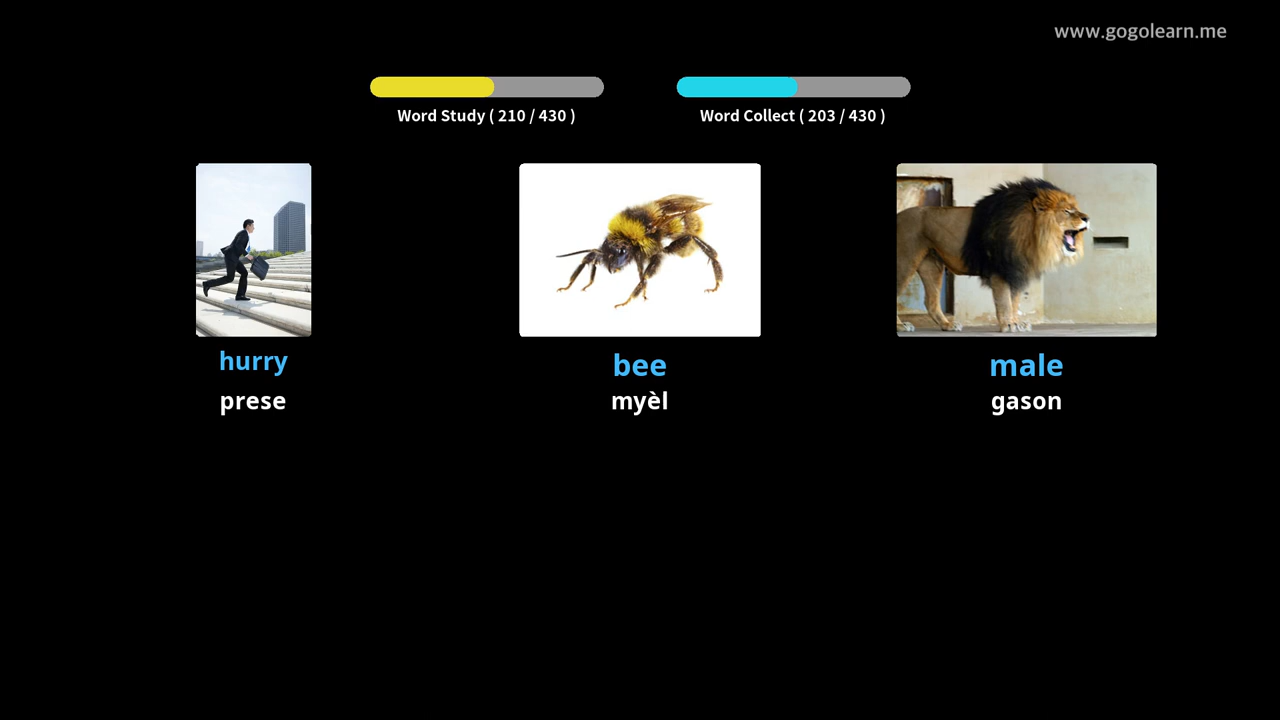 www.gogolearn.me
Word Study ( 210 / 430 )
Word Collect ( 203 / 430 )
hurry
prese
bee
myèl
male
gason